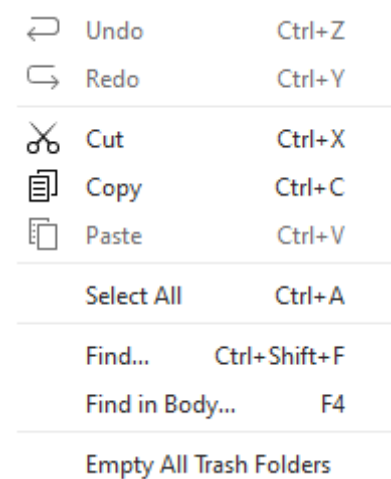 Undo Ctrl+Z
Redo Ctrl+Y
Cut Ctrl+X
Copy Ctrl+C
Paste Ctrl+V
Select All Ctrl+A
Find... Ctrl+Shift+F
Find in Body... F4
Empty All Trash Folders